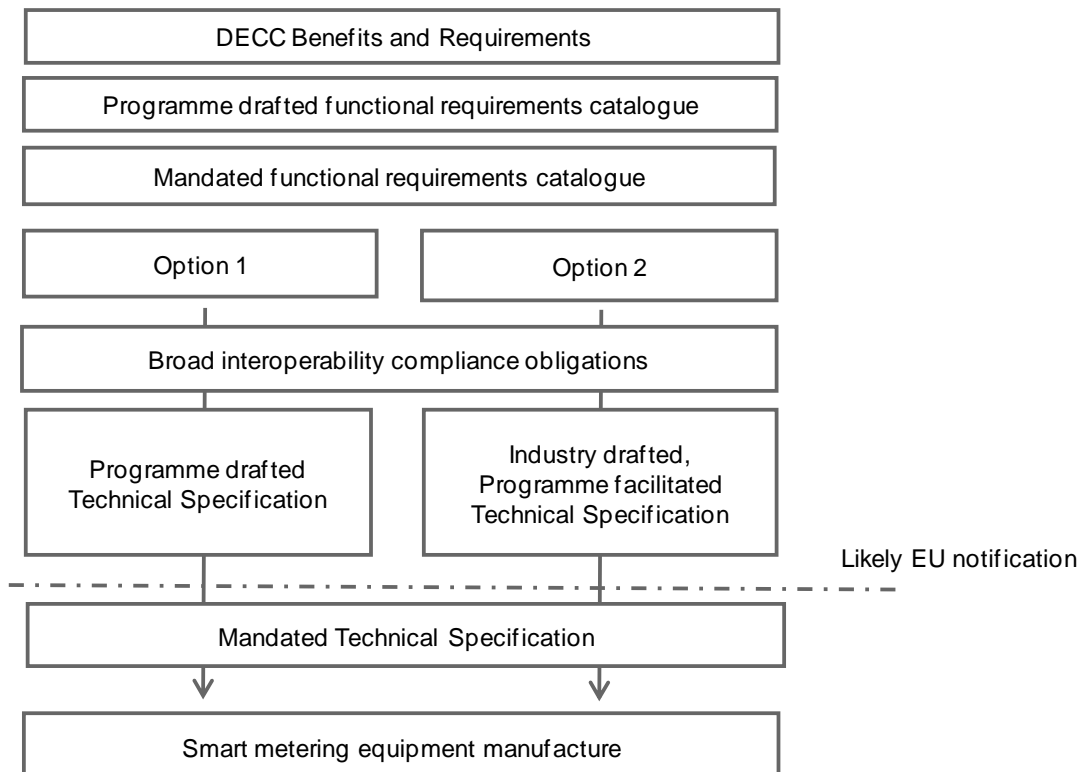 DECC Benefits and Requirements
Programme drafted functional requirements catalogue
Mandated functional requirements catalogue
Option 1
Option 2
Broad interoperability compliance obligations
Programme drafted
Technical Specification
Industry drafted,
Programme facilitated
Technical Specification
Likely EU notification
Mandated Technical Specification
Smart metering equipment manufacture